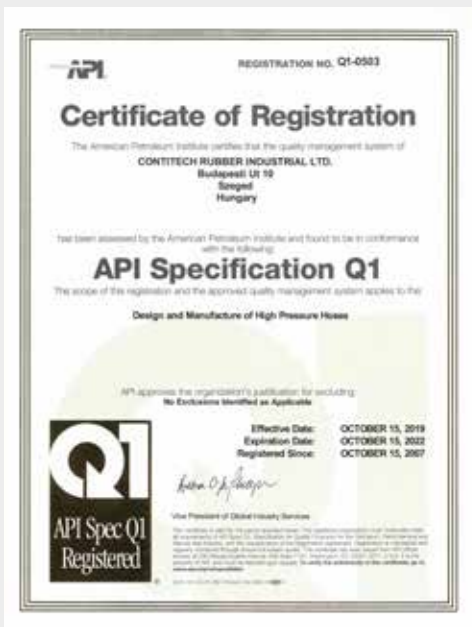 API
REGISTRATION NO. Q1-0503
Certificate of Registration
The American Petroleum Institute certifies that the quality management system of
CONTITECH RUBBER INDUSTRIAL LTD.
Budapesti Ut 10
Szeged
Hungary
has been assessed by the American Petroleum Institute and found to be in conformance
with the following:
API Specification Q1
The scope of this registration and the approved quality management system applies to the
Design and Manufacture of High Pressure Hoses
API approves the organization's justification for excluding:
No Exclusions Identified as Applicable
Effective Date: OCTOBER 15, 2019
Expiration Date: OCTOBER 15, 2022
Registered Since: OCTOBER 15, 2007
Q1
API Spec Q1
Registered
Vice President of Global Industry Services